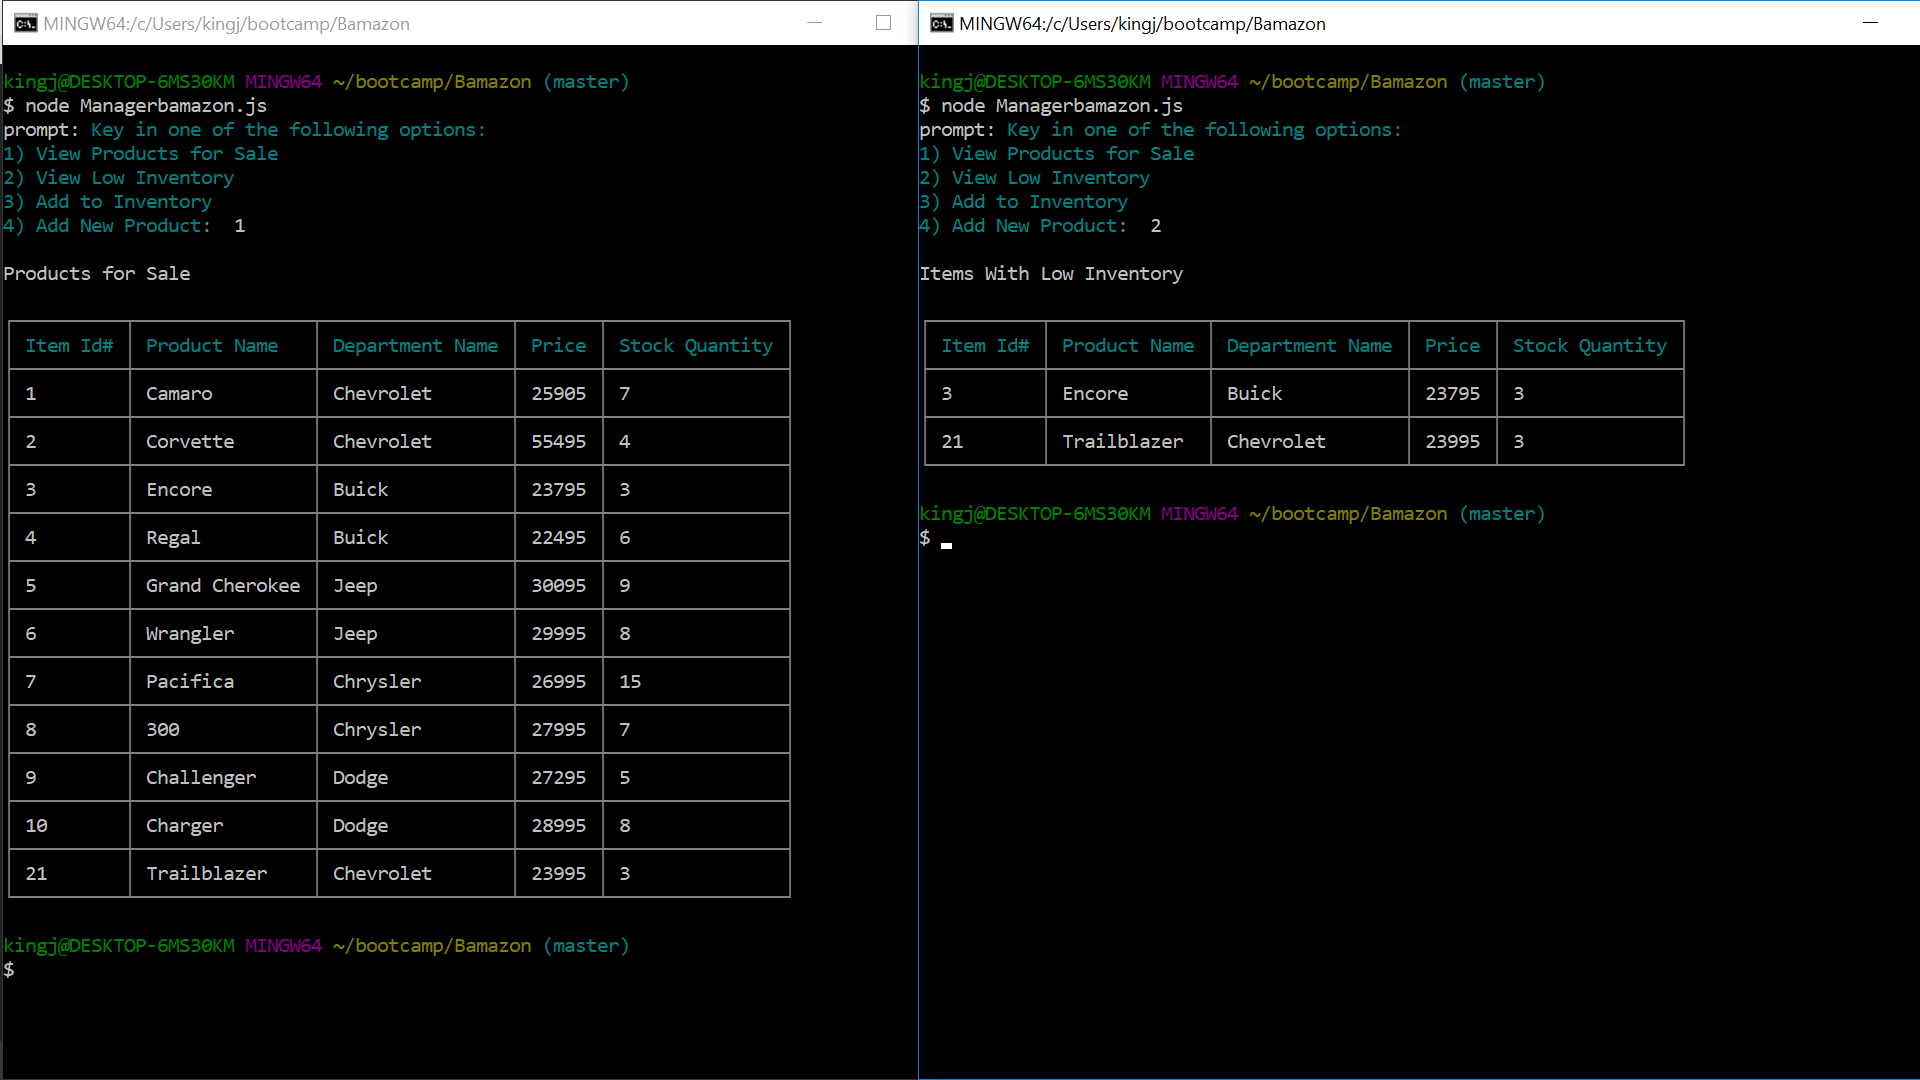 MINGW64:/c/Users/kingj/bootcamp/Bamazon
kingj@DESKTOP-6MS30KM MINGW64 ~/bootcamp/Bamazon (master)
$ node Managerbamazon.js
prompt: Key in one of the following options:
1) View Products for Sale
2) View Low Inventory
3) Add to Inventory
4) Add New Product:  1
Products for Sale
Item Id# Product Name Department Name Price Stock Quantity
1 Camaro Chevrolet 25905 7
2 Corvette Chevrolet 55495 4
3 Encore Buick 23795 3
4 Regal Buick 22495 6
5 Grand Cherokee Jeep 30095 9
6 Wrangler Jeep 29995 8
7 Pacifica Chrysler 26995 15
8 300 Chrysler 27995 7
9 Challenger Dodge 27295 5
10 Charger Dodge 28995 8
21 Trailblazer Chevrolet 23995 3
kingj@DESKTOP-6MS30KM MINGW64 ~/bootcamp/Bamazon (master)
$
MINGW64:/c/Users/kingj/bootcamp/Bamazon
kingj@DESKTOP-6MS30KM MINGW64 ~/bootcamp/Bamazon (master)
$ node Managerbamazon.js
prompt: Key in one of the following options:
1) View Products for Sale
2) View Low Inventory
3) Add to Inventory
4) Add New Product:  2
Items With Low Inventory
Item Id# Product Name Department Name Price Stock Quantity
3 Encore Buick 23795 3
21 Trailblazer Chevrolet 23995 3
kingj@DESKTOP-6MS30KM MINGW64 ~/bootcamp/Bamazon (master)
$